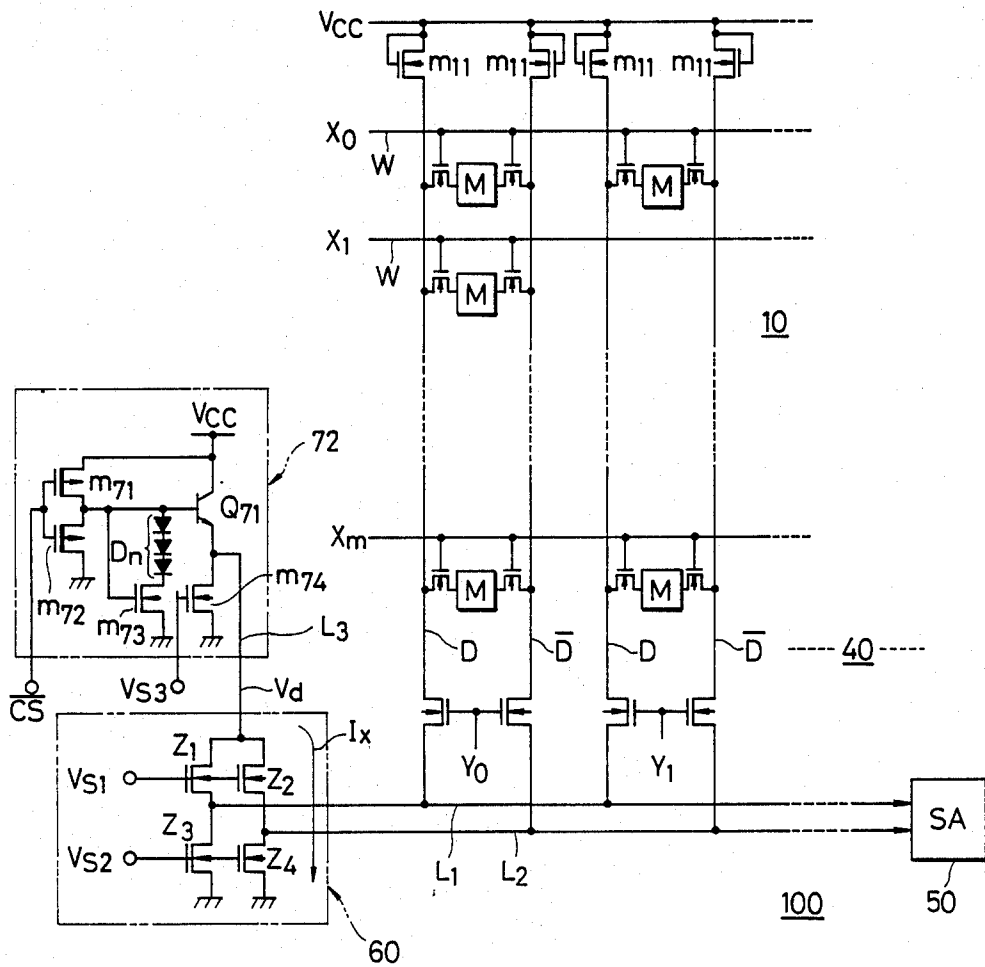 VCC
m11 m11 m11 m11
X0
W
M M
X1
W
M
10
VCC
72
m71
Q71
Dn
m72
m73
m74
L3
Xm
M M
D D̅ D D̅
40
C̅S̅
VS3
Vd
Ix
Z1
VS1
Z2
Y0 Y1
Z3
VS2
Z4
L1 L2
SA
50
60
100